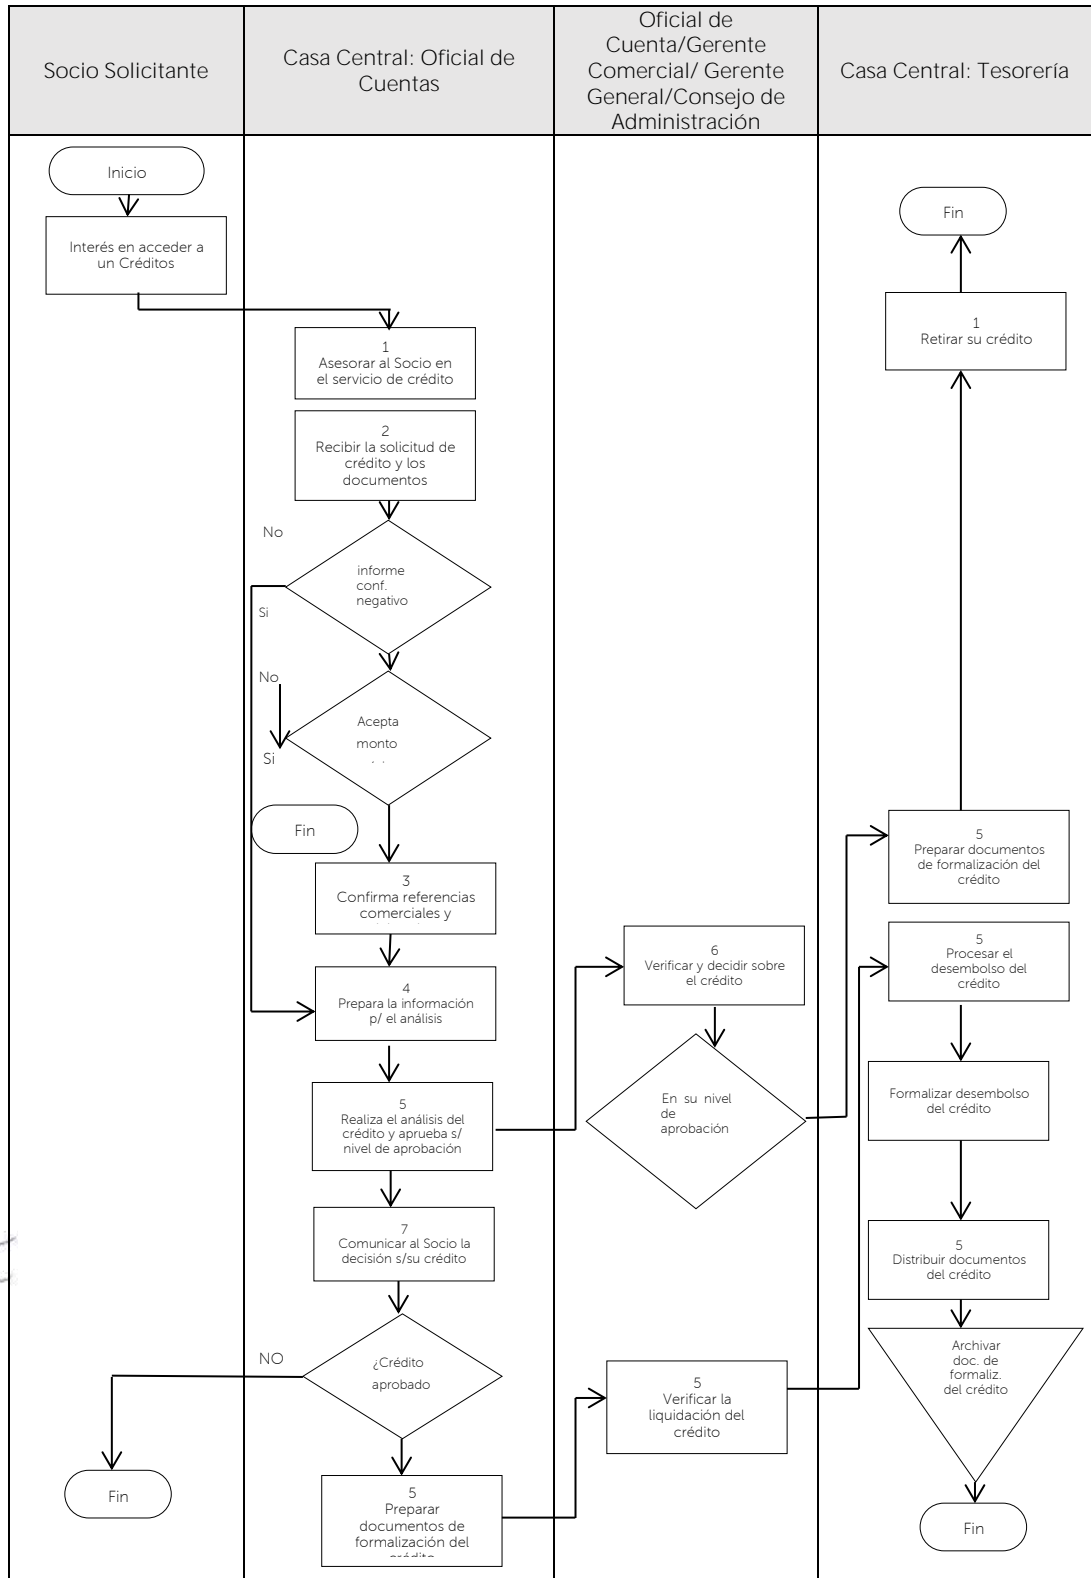 Socio Solicitante
Casa Central: Oficial de
Cuentas
Oficial de
Cuenta/Gerente
Comercial/ Gerente
General/Consejo de
Administración
Casa Central: Tesorería
Inicio
Interés en acceder a
un Créditos
1
Asesorar al Socio en
el servicio de crédito
2
Recibir la solicitud de
crédito y los
documentos
No
informe
conf.
negativo
Si
No
Acepta
monto
Si
Fin
3
Confirma referencias
comerciales y
4
Prepara la información
p/ el análisis
5
Realiza el análisis del
crédito y aprueba s/
nivel de aprobación
7
Comunicar al Socio la
decisión s/su crédito
NO
¿Crédito
aprobado
Fin
5
Preparar
documentos de
formalización del
crédito
6
Verificar y decidir sobre
el crédito
En su nivel
de
aprobación
5
Verificar la
liquidación del
crédito
Fin
1
Retirar su crédito
5
Preparar documentos
de formalización del
crédito
5
Procesar el
desembolso del
crédito
Formalizar desembolso
del crédito
5
Distribuir documentos
del crédito
Archivar
doc. de
formaliz.
del crédito
Fin